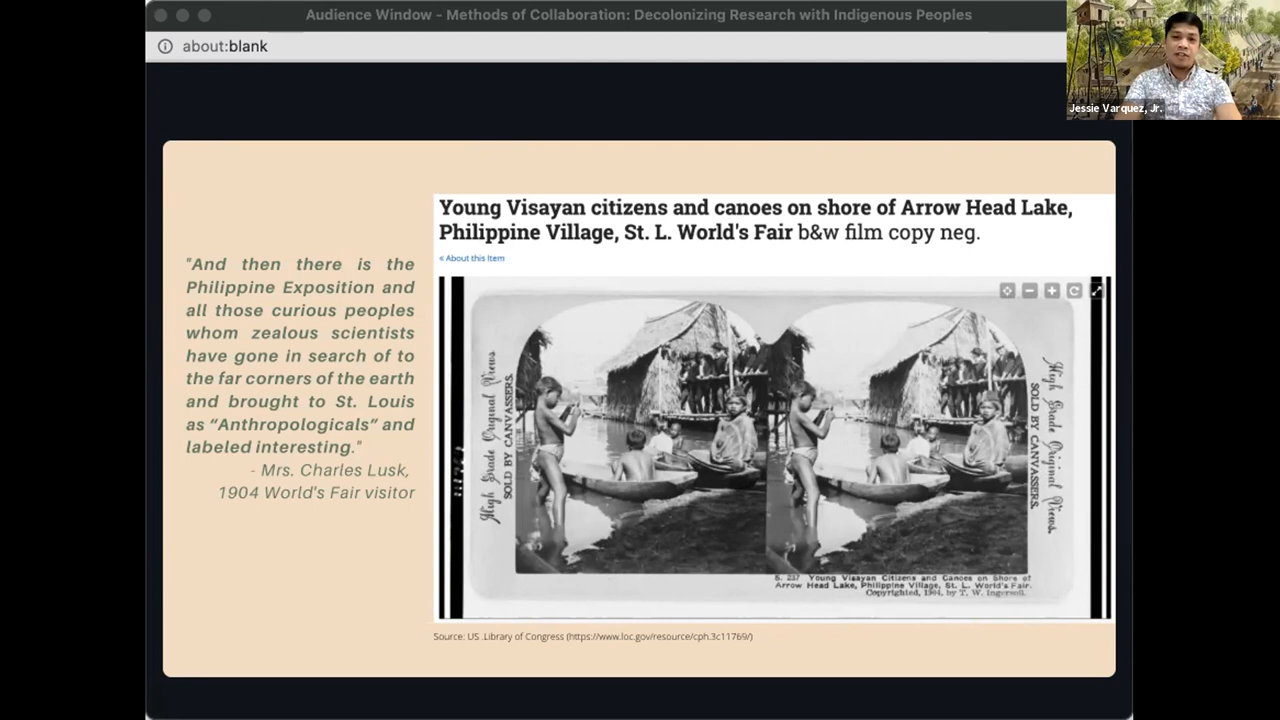 Audience Window - Methods of Collaboration: Decolonizing Research with Indigenous Peoples
about:blank
Jessie Varquez, Jr.
"And then there is the
Philippine Exposition and
all those curious peoples
whom zealous scientists
have gone in search of to
the far corners of the earth
and brought to St. Louis
as “Anthropologicals” and
labeled interesting."
- Mrs. Charles Lusk,
1904 World's Fair visitor
Young Visayan citizens and canoes on shore of Arrow Head Lake,
Philippine Village, St. L. World's Fair b&w film copy neg.
« About this Item
High Grade Original Views.
SOLD BY CANVASSERS.
SOLD BY CANVASSERS.
High Grade Original Views.
S. 237 Young Visayan Citizens and Canoes on Shore of
Arrow Head Lake, Philippine Village, St. L. World's Fair.
Copyrighted, 1904, by T. W. Ingersoll.
Source: US .Library of Congress (https://www.loc.gov/resource/cph.3c11769/)